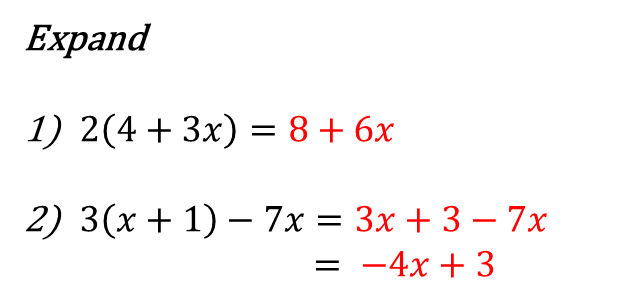 Expand
1) 2(4 + 3x) = 8 + 6x
2) 3(x + 1) − 7x = 3x + 3 − 7x
= −4x + 3